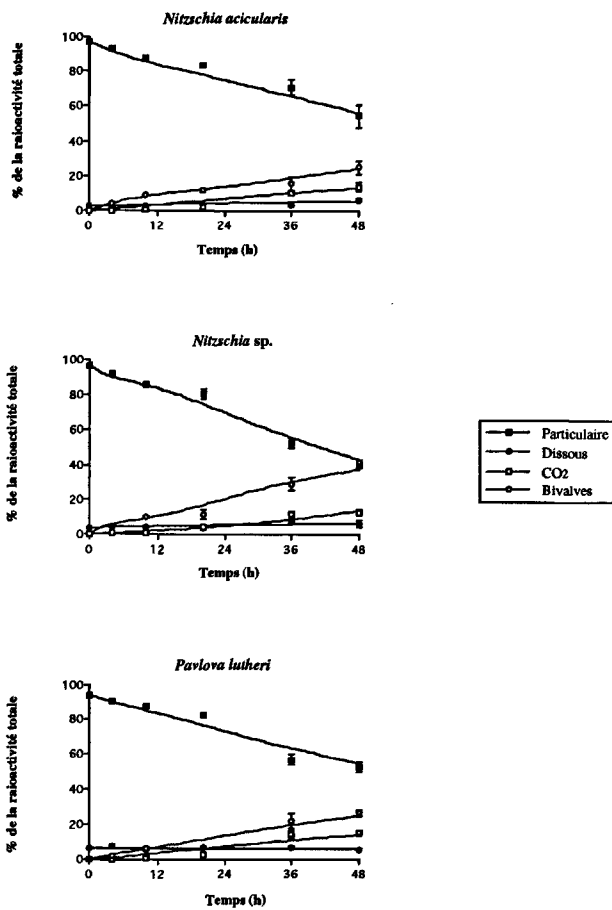 Nitzschia acicularis
% de la raioactivité totale
100
80
60
40
20
0
0 12 24 36 48
Temps (h)
Nitzschia sp.
% de la raioactivité totale
100
80
60
40
20
0
0 12 24 36 48
Temps (h)
Particulaire
Dissous
CO2
Bivalves
Pavlova lutheri
% de la raioactivité totale
100
80
60
40
20
0
0 12 24 36 48
Temps (h)